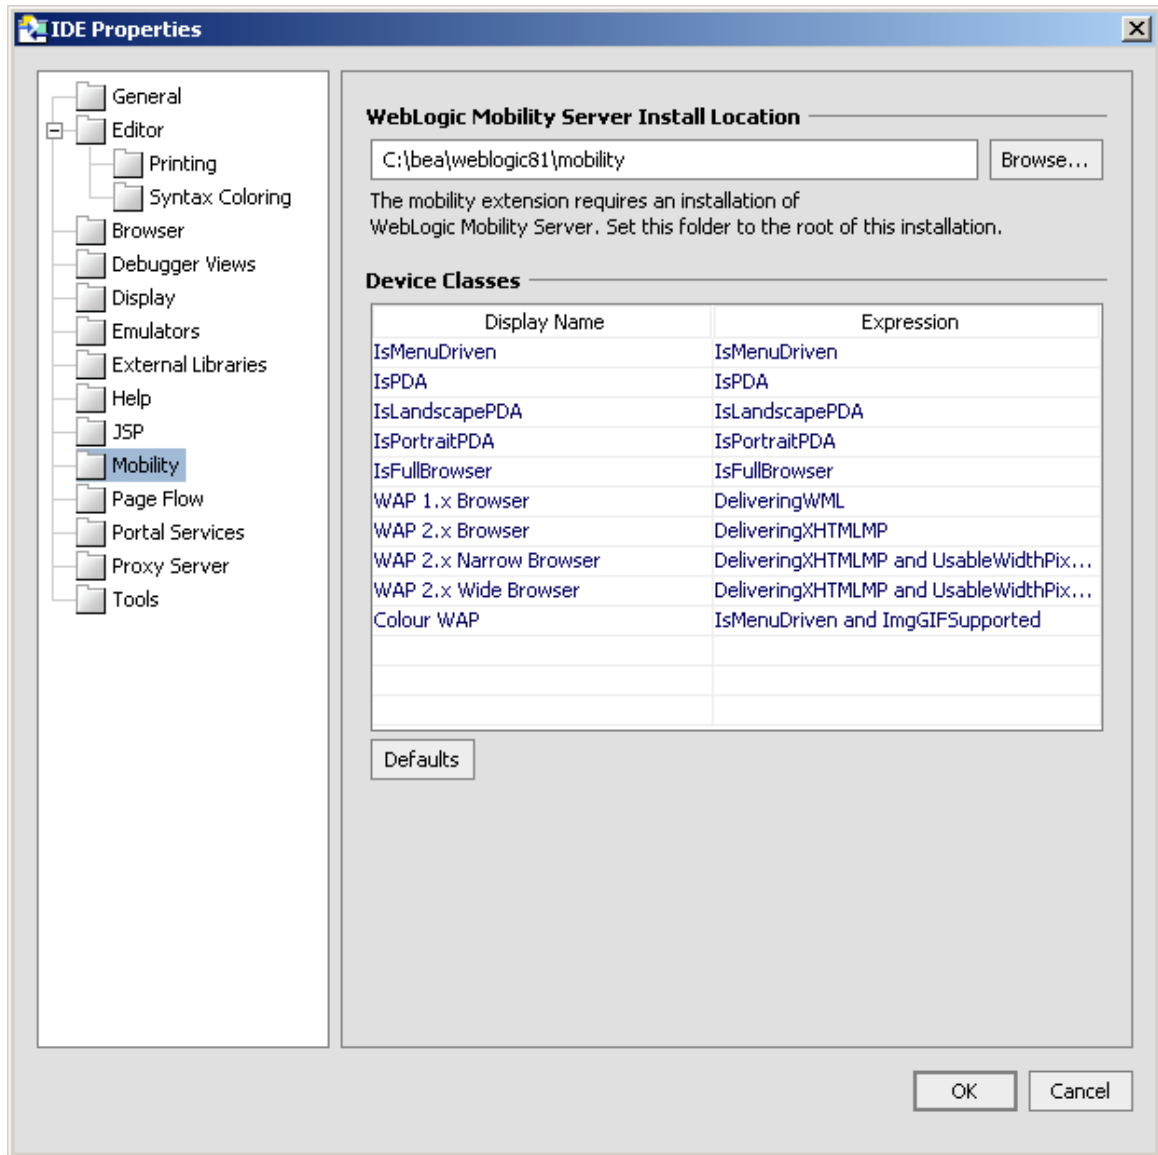 IDE Properties
General
Editor
Printing
Syntax Coloring
Browser
Debugger Views
Display
Emulators
External Libraries
Help
JSP
Mobility
Page Flow
Portal Services
Proxy Server
Tools
WebLogic Mobility Server Install Location
C:\bea\weblogic81\mobility
Browse...
The mobility extension requires an installation of
WebLogic Mobility Server. Set this folder to the root of this installation.
Device Classes
Display Name Expression
IsMenuDriven IsMenuDriven
IsPDA IsPDA
IsLandscapePDA IsLandscapePDA
IsPortraitPDA IsPortraitPDA
IsFullBrowser IsFullBrowser
WAP 1.x Browser DeliveringWML
WAP 2.x Browser DeliveringXHTMLMP
WAP 2.x Narrow Browser DeliveringXHTMLMP and UsableWidthPix...
WAP 2.x Wide Browser DeliveringXHTMLMP and UsableWidthPix...
Colour WAP IsMenuDriven and ImgGIFSupported
Defaults
OK Cancel